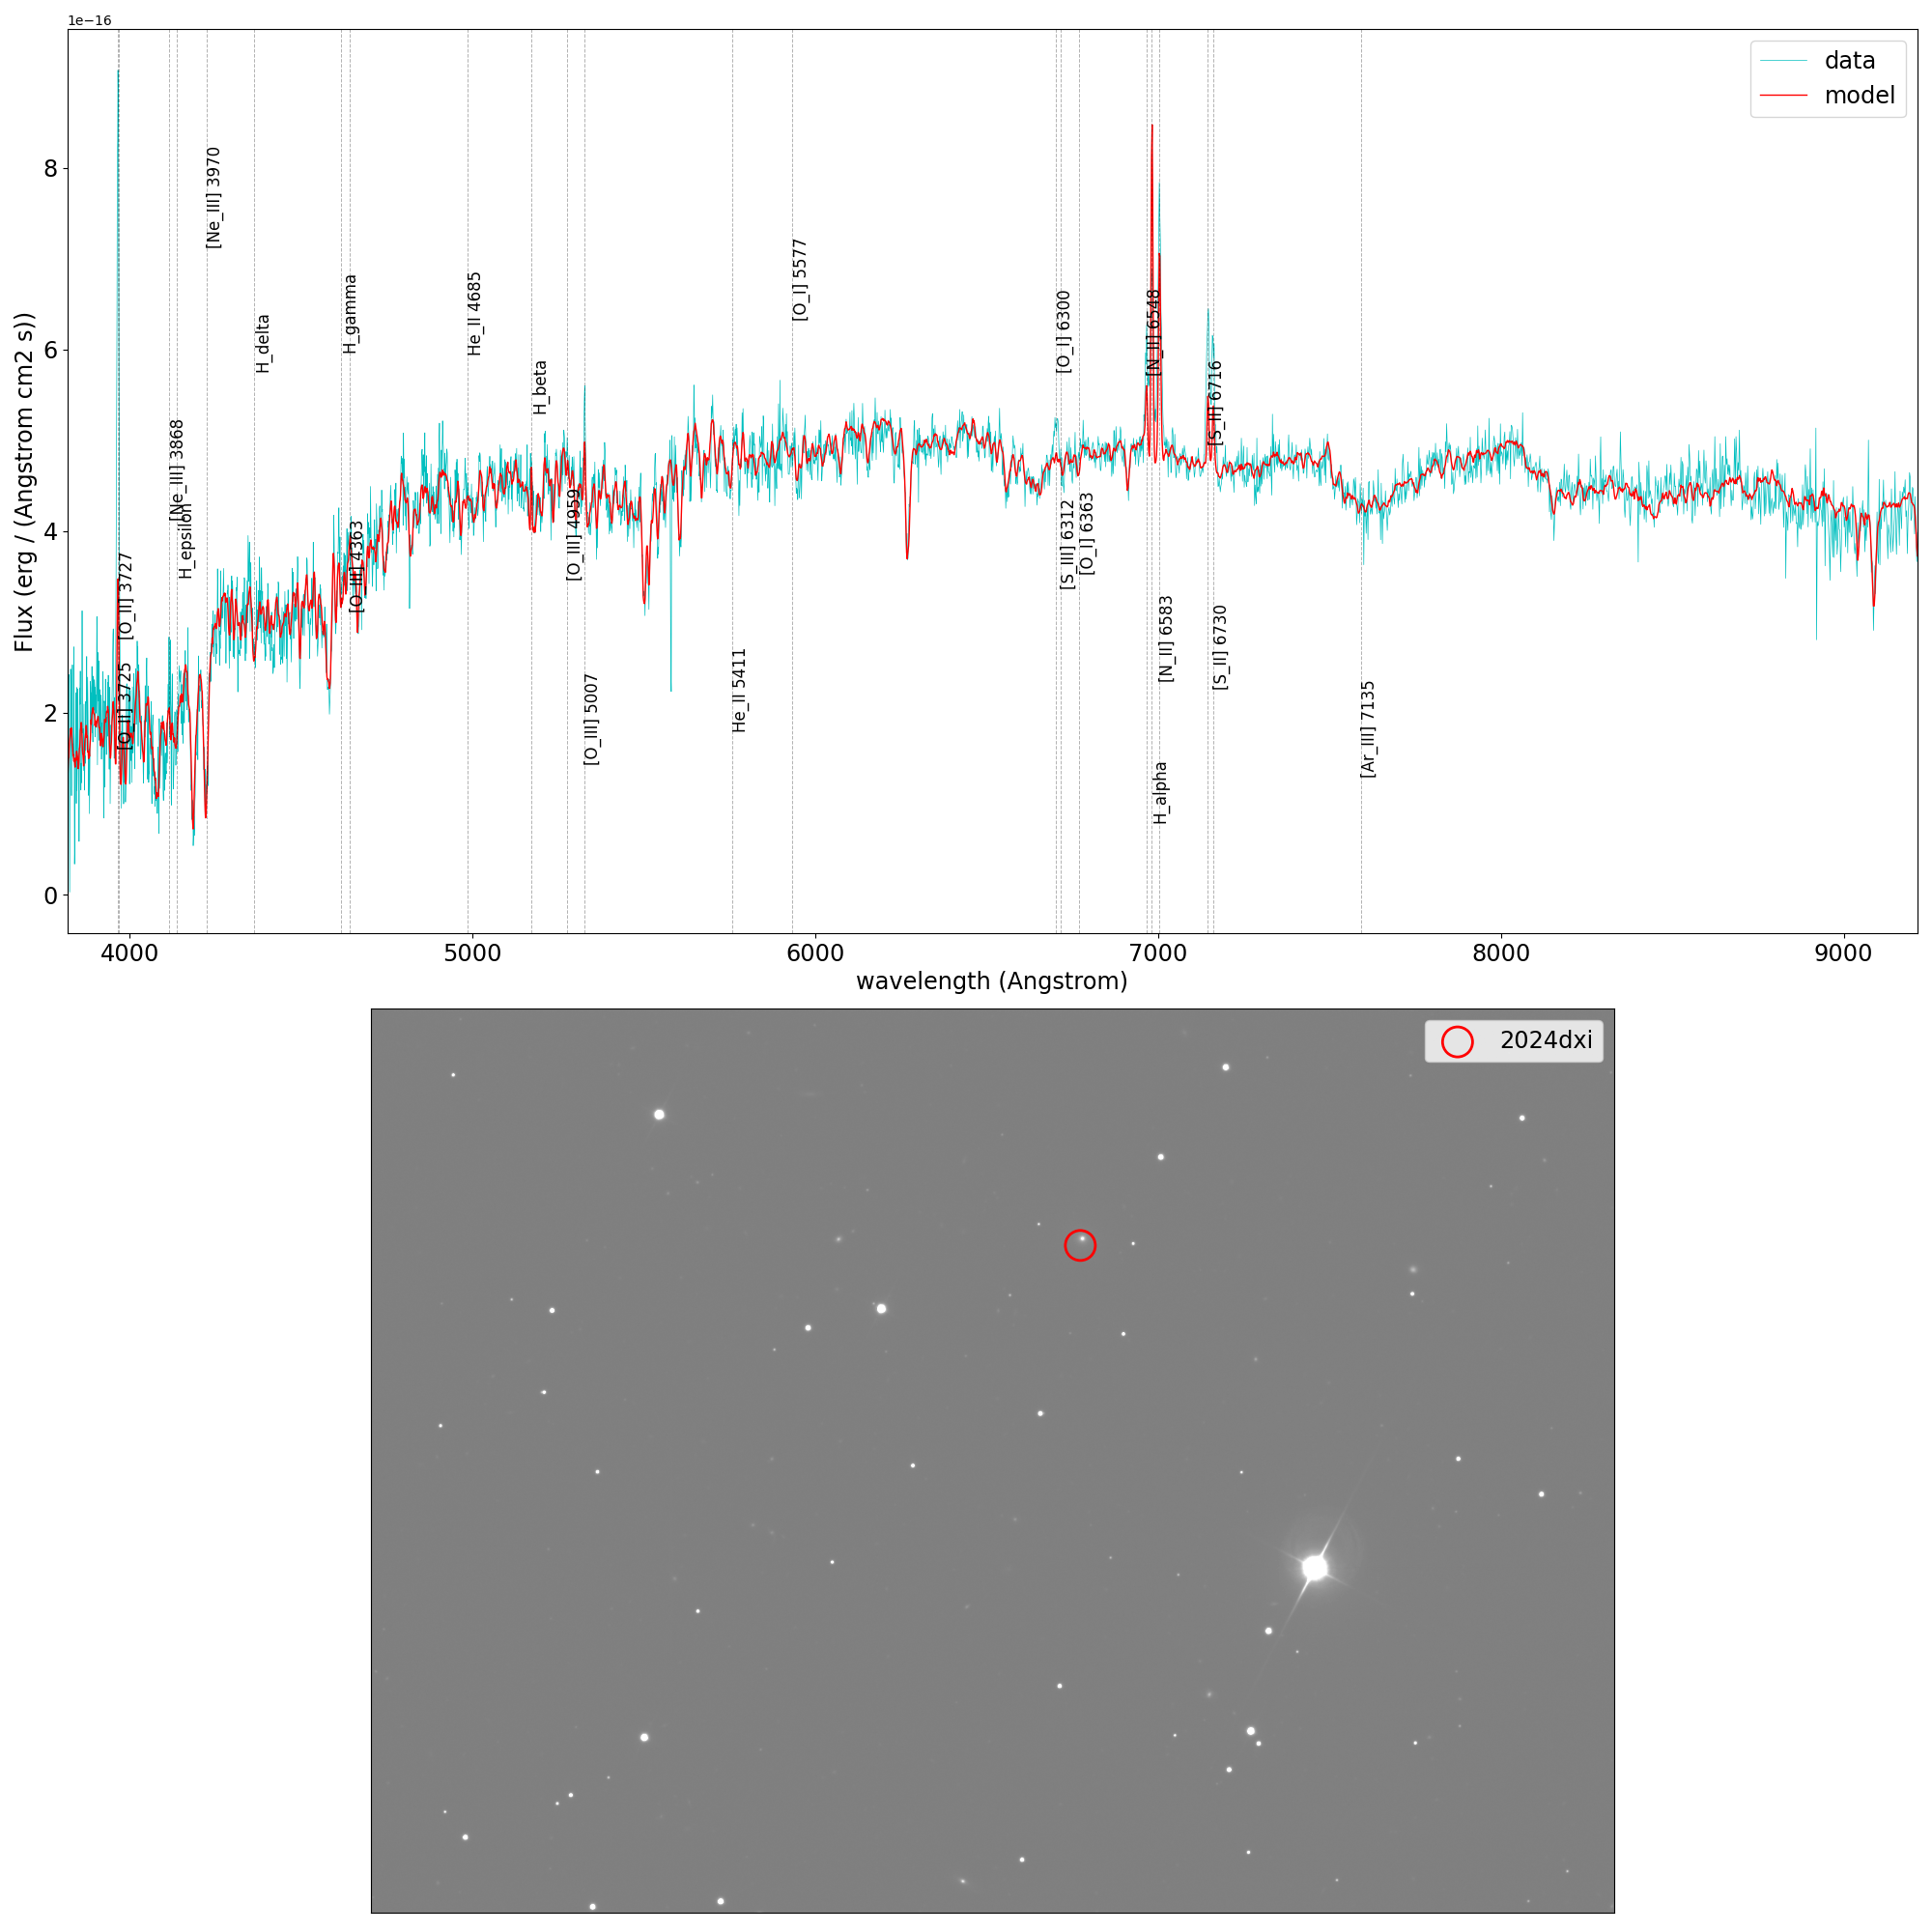 1e−16
data
model
8
6
4
2
0
Flux (erg / (Angstrom cm2 s))
[O_II] 3725
[O_II] 3727
[Ne_III] 3868
H_epsilon
[Ne_III] 3970
H_delta
H_gamma
[O_III] 4363
He_II 4685
H_beta
[O_III] 4959
[O_III] 5007
He_II 5411
[O_I] 5577
[O_I] 6300
[S_III] 6312
[O_I] 6363
[N_II] 6548
H_alpha
[N_II] 6583
[S_II] 6716
[S_II] 6730
[Ar_III] 7135
4000 5000 6000 7000 8000 9000
wavelength (Angstrom)
2024dxi